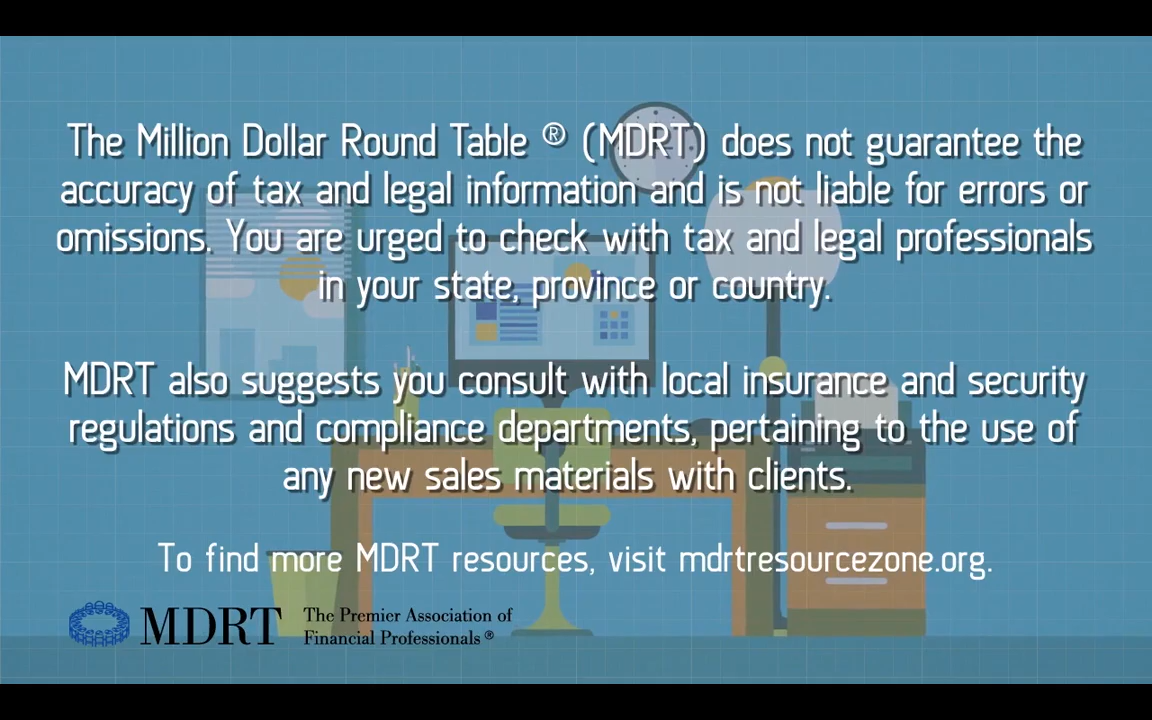 The Million Dollar Round Table ® (MDRT) does not guarantee the
accuracy of tax and legal information and is not liable for errors or
omissions. You are urged to check with tax and legal professionals
in your state, province or country.
MDRT also suggests you consult with local insurance and security
regulations and compliance departments, pertaining to the use of
any new sales materials with clients.
To find more MDRT resources, visit mdrtresourcezone.org.
MDRT The Premier Association of
Financial Professionals®